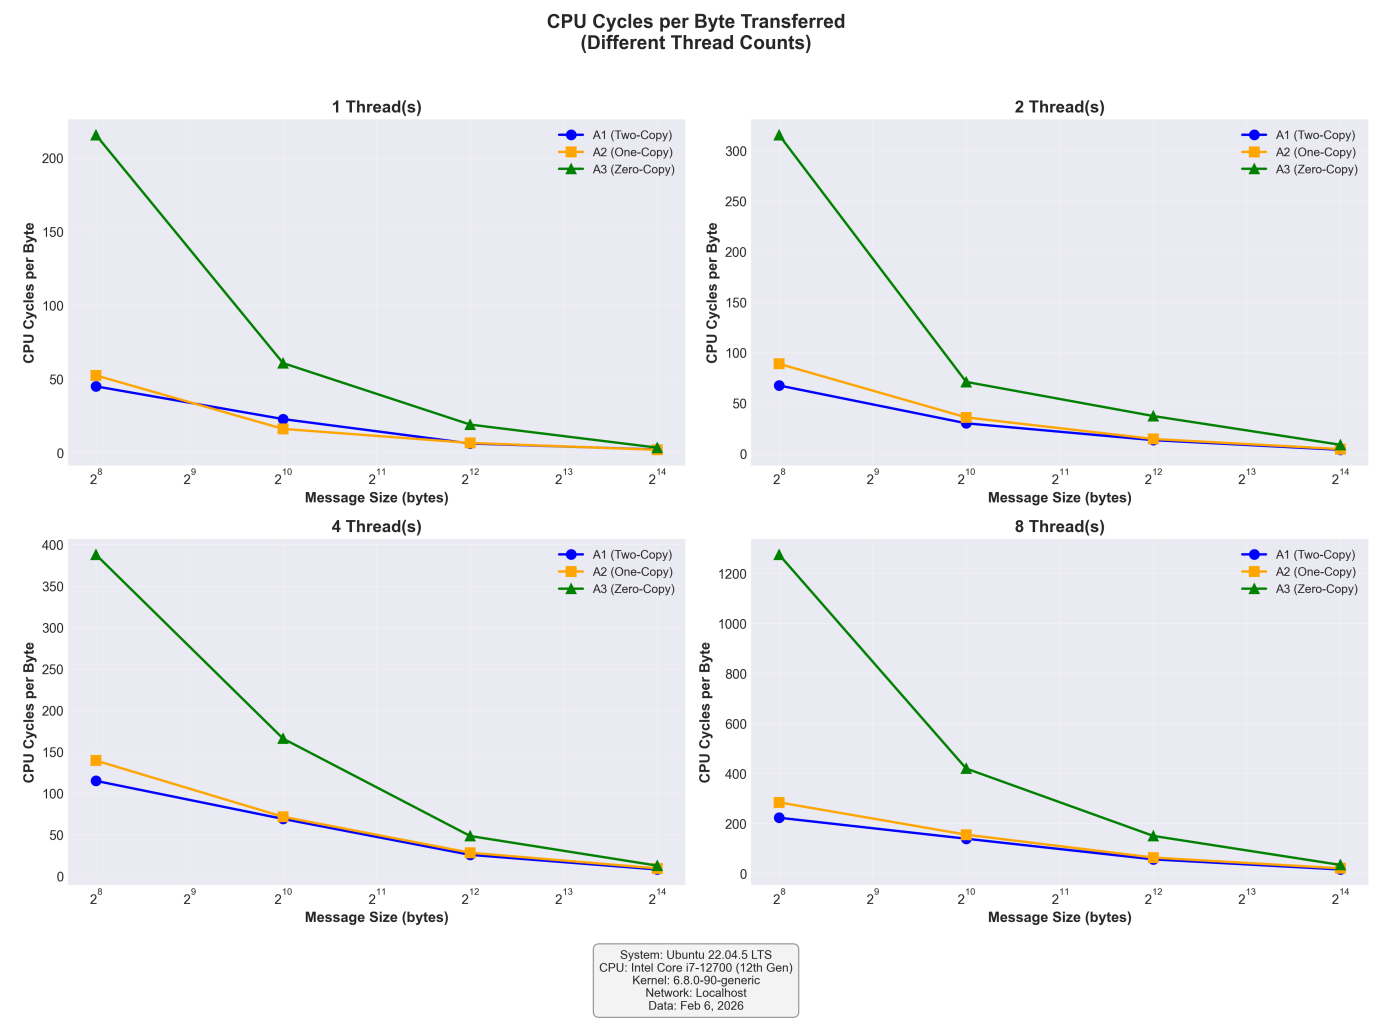 CPU Cycles per Byte Transferred
(Different Thread Counts)
1 Thread(s)
CPU Cycles per Byte
200
150
100
50
0
A1 (Two-Copy)
A2 (One-Copy)
A3 (Zero-Copy)
2^8 2^9 2^10 2^11 2^12 2^13 2^14
Message Size (bytes)
2 Thread(s)
CPU Cycles per Byte
300
250
200
150
100
50
0
A1 (Two-Copy)
A2 (One-Copy)
A3 (Zero-Copy)
2^8 2^9 2^10 2^11 2^12 2^13 2^14
Message Size (bytes)
4 Thread(s)
CPU Cycles per Byte
400
350
300
250
200
150
100
50
0
A1 (Two-Copy)
A2 (One-Copy)
A3 (Zero-Copy)
2^8 2^9 2^10 2^11 2^12 2^13 2^14
Message Size (bytes)
8 Thread(s)
CPU Cycles per Byte
1200
1000
800
600
400
200
0
A1 (Two-Copy)
A2 (One-Copy)
A3 (Zero-Copy)
2^8 2^9 2^10 2^11 2^12 2^13 2^14
Message Size (bytes)
System: Ubuntu 22.04.5 LTS
CPU: Intel Core i7-12700 (12th Gen)
Kernel: 6.8.0-90-generic
Network: Localhost
Data: Feb 6, 2026